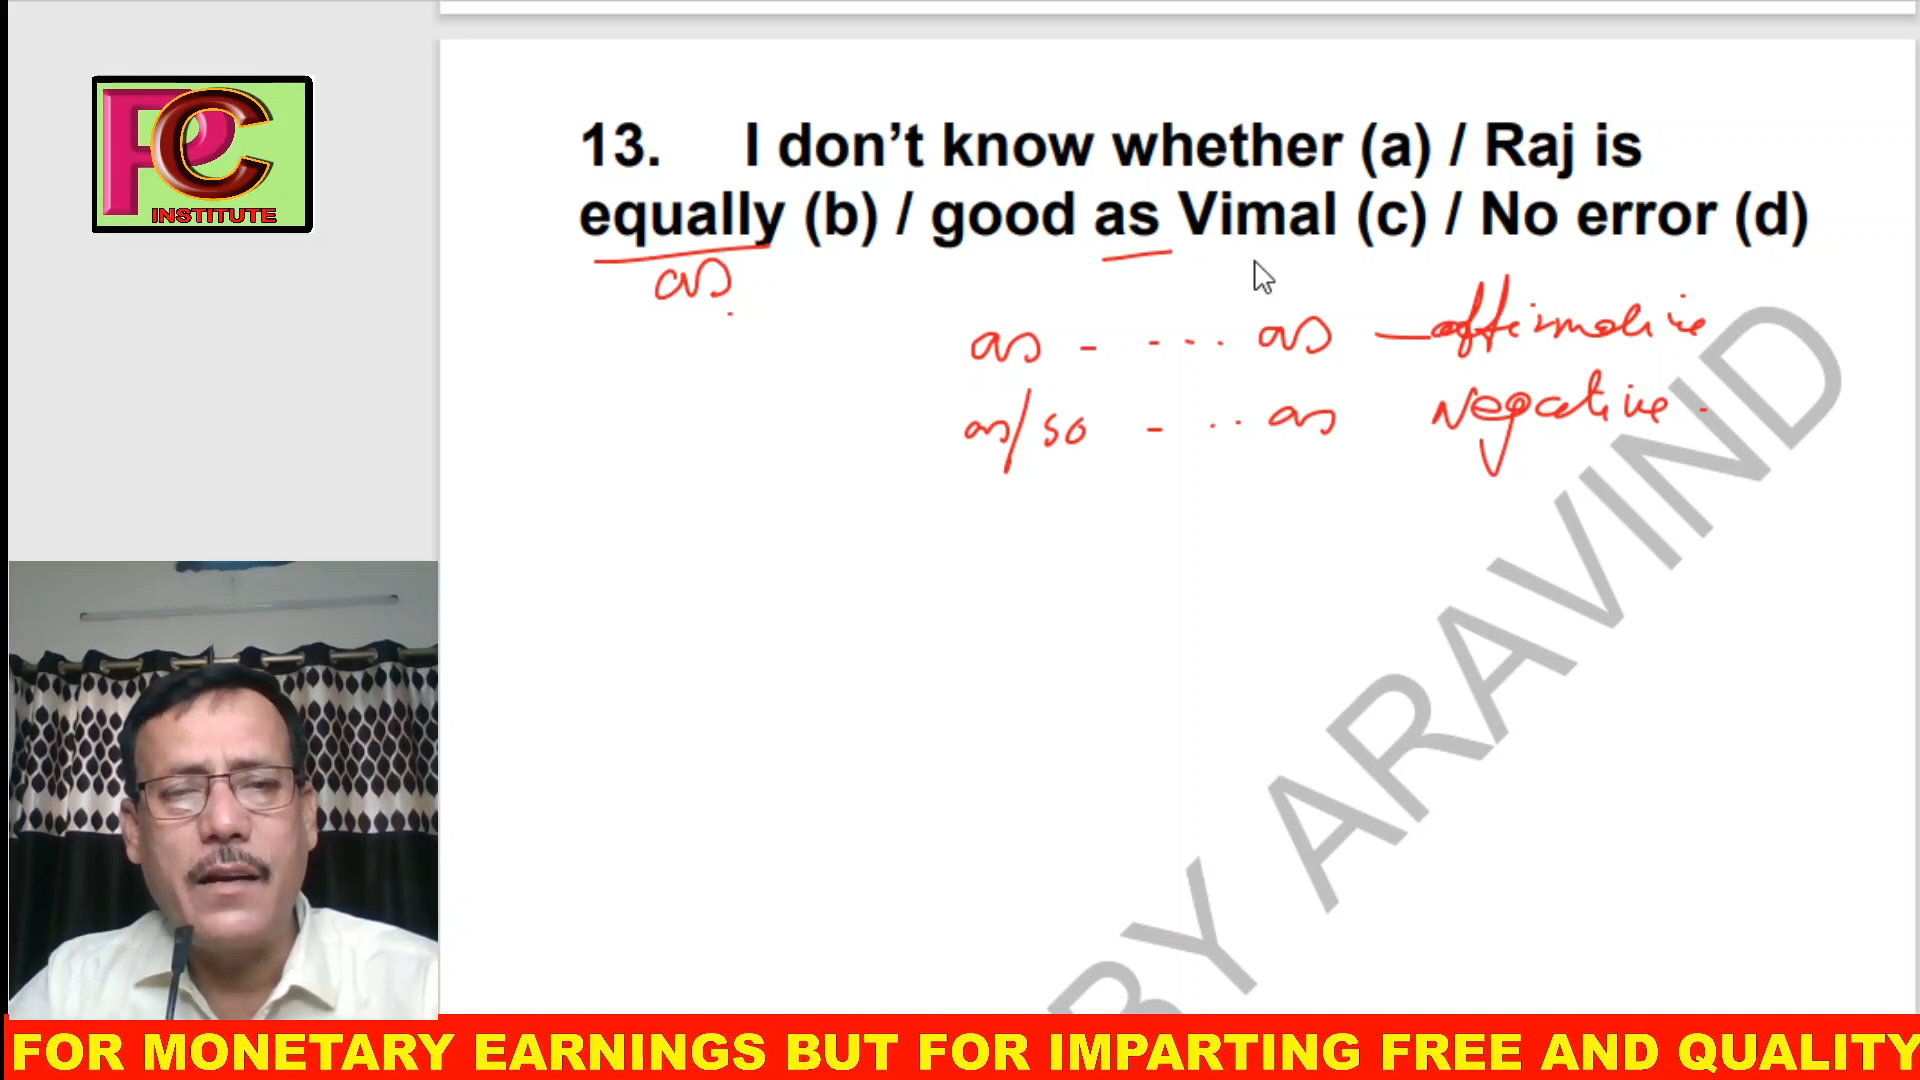 PC
INSTITUTE
13. I don’t know whether (a) / Raj is
equally (b) / good as Vimal (c) / No error (d)
as
as - - - - - as — affirmative
as/so - - - as Negative.
BY ARAVIND
FOR MONETARY EARNINGS BUT FOR IMPARTING FREE AND QUALITY